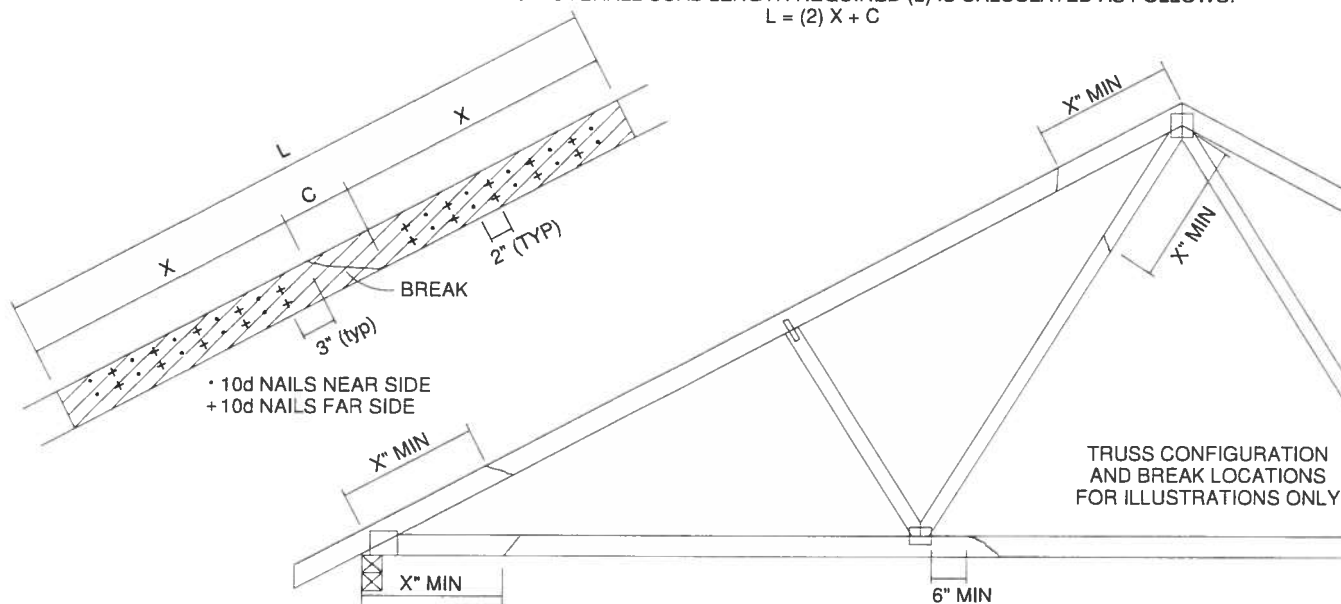 L = (2) X + C
L
X
C
X
2" (TYP)
BREAK
3" (typ)
• 10d NAILS NEAR SIDE
+ 10d NAILS FAR SIDE
X" MIN
X" MIN
X" MIN
X" MIN
6" MIN
TRUSS CONFIGURATION
AND BREAK LOCATIONS
FOR ILLUSTRATIONS ONLY